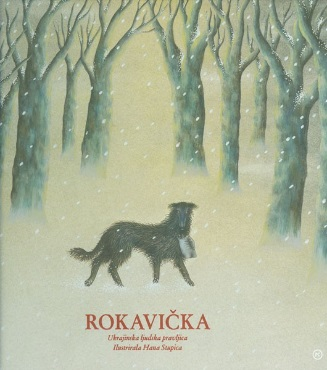 ROKAVIČKA
Ukrajinska ljudska pravljica
Ilustrirala Hana Stupica